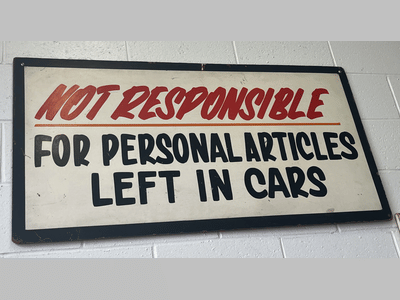 NOT RESPONSIBLE
FOR PERSONAL ARTICLES
LEFT IN CARS